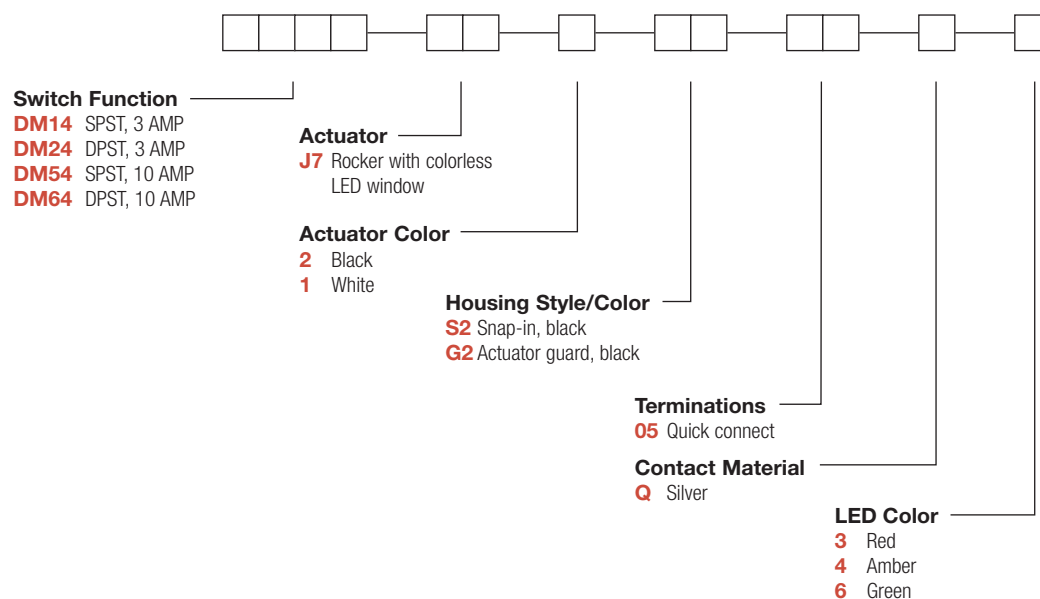 Switch Function
DM14 SPST, 3 AMP
DM24 DPST, 3 AMP
DM54 SPST, 10 AMP
DM64 DPST, 10 AMP
Actuator
J7 Rocker with colorless
LED window
Actuator Color
2 Black
1 White
Housing Style/Color
S2 Snap-in, black
G2 Actuator guard, black
Terminations
05 Quick connect
Contact Material
Q Silver
LED Color
3 Red
4 Amber
6 Green